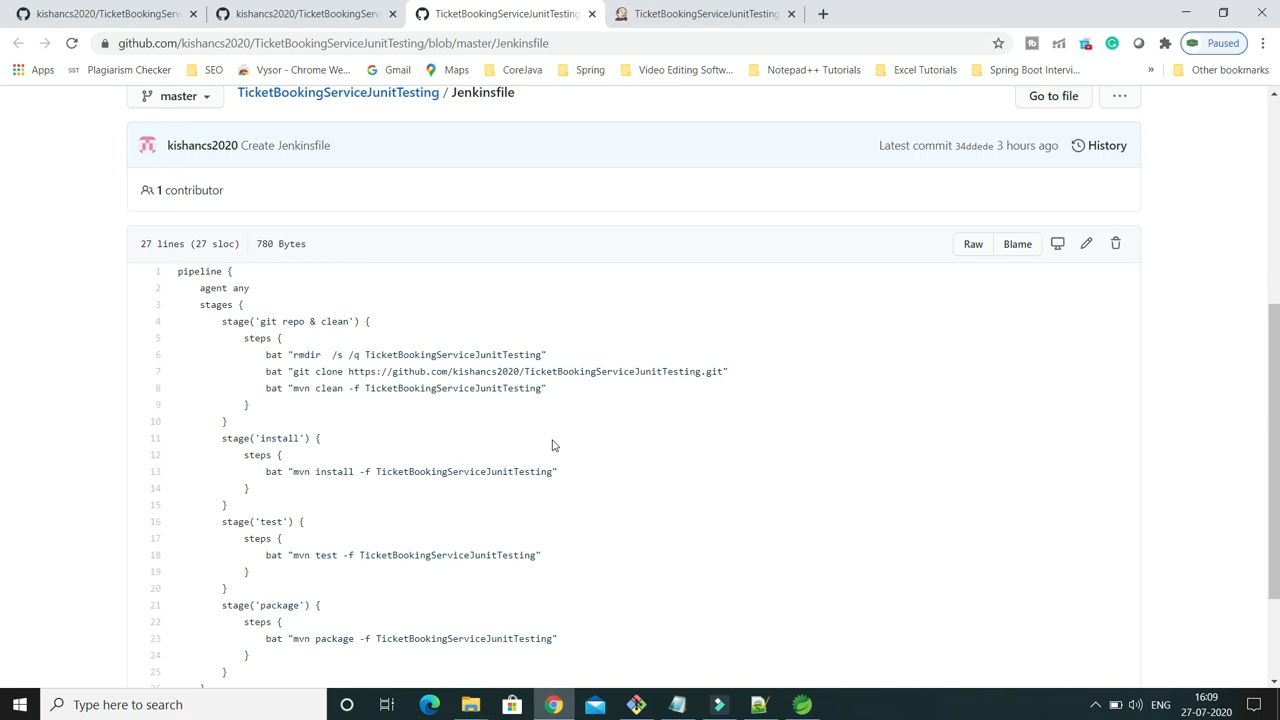 kishancs2020/TicketBookingServ
kishancs2020/TicketBookingServ
TicketBookingServiceJunitTesting
TicketBookingServiceJunitTesting
github.com/kishancs2020/TicketBookingServiceJunitTesting/blob/master/Jenkinsfile
Paused
Apps
SST Plagiarism Checker
SEO
Vysor - Chrome We...
Gmail
Maps
CoreJava
Spring
Video Editing Softw...
Notepad++ Tutorials
Excel Tutorials
Spring Boot Intervi...
»
Other bookmarks
master
TicketBookingServiceJunitTesting / Jenkinsfile
Go to file
...
kishancs2020 Create Jenkinsfile
Latest commit 34ddede 3 hours ago
History
1 contributor
27 lines (27 sloc) 780 Bytes
Raw
Blame
1 pipeline {
2 agent any
3 stages {
4 stage('git repo & clean') {
5 steps {
6 bat "rmdir  /s /q TicketBookingServiceJunitTesting"
7 bat "git clone https://github.com/kishancs2020/TicketBookingServiceJunitTesting.git"
8 bat "mvn clean -f TicketBookingServiceJunitTesting"
9 }
10 }
11 stage('install') {
12 steps {
13 bat "mvn install -f TicketBookingServiceJunitTesting"
14 }
15 }
16 stage('test') {
17 steps {
18 bat "mvn test -f TicketBookingServiceJunitTesting"
19 }
20 }
21 stage('package') {
22 steps {
23 bat "mvn package -f TicketBookingServiceJunitTesting"
24 }
25 }
Type here to search
ENG
16:09
27-07-2020